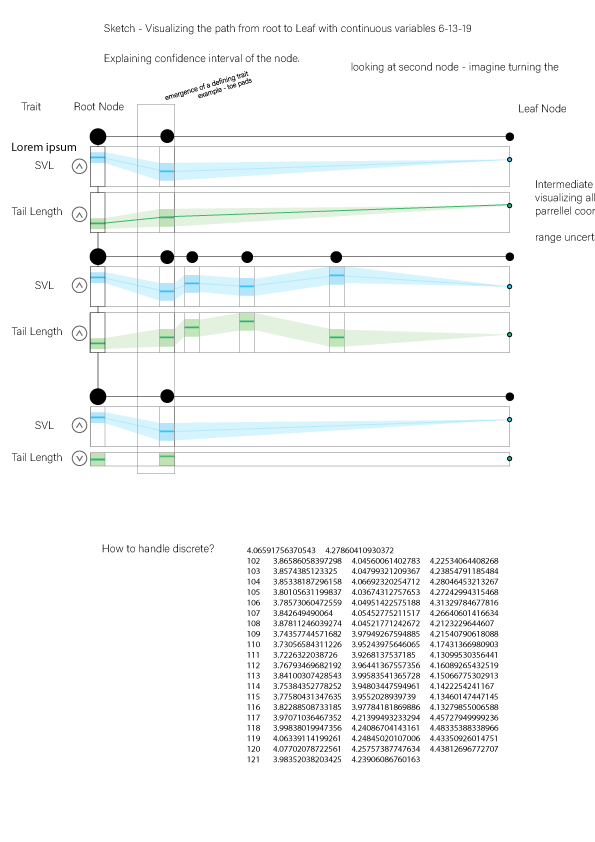 Sketch - Visualizing the path from root to Leaf with continuous variables 6-13-19
Explaining confidence interval of the node.
looking at second node - imagine turning the
emergence of a defining trait
example - toe pads
Trait
Root Node
Leaf Node
Lorem ipsum
SVL
Tail Length
Intermediate
visualizing all
parrellel coor
range uncert
SVL
Tail Length
SVL
Tail Length
How to handle discrete?
4.06591756370543 4.27860410930372
102 3.86586058397298 4.04560061402783 4.22534064408268
103 3.8574385123325 4.04799321209367 4.23854791185484
104 3.85338187296158 4.06692320254712 4.28046453213267
105 3.80105631199837 4.03674312757653 4.27242994315468
106 3.78573060472559 4.04951422575188 4.31329784677816
107 3.842649490064 4.05452775211517 4.26640601416634
108 3.87811246039274 4.04521771242672 4.2123229644607
109 3.74357744571682 3.97949267594885 4.21540790618088
110 3.73056584311226 3.95243975646065 4.17431366980903
111 3.7226322038726 3.9268137537185 4.13099530356441
112 3.76793469682192 3.96441367557356 4.16089265432519
113 3.84100307428543 3.99583541365728 4.15066775302913
114 3.75384352778252 3.94803447594961 4.1422254241167
115 3.77580431347635 3.9552028939739 4.13460147447145
116 3.82288508733185 3.97784181869886 4.13279855006588
117 3.97071036467352 4.21399493233294 4.45727949999236
118 3.99838019947356 4.24086704143161 4.48335388338966
119 4.06339114199261 4.24845020107006 4.43350926014751
120 4.07702078722561 4.25757387747634 4.43812696772707
121 3.98352038203425 4.23906086760163